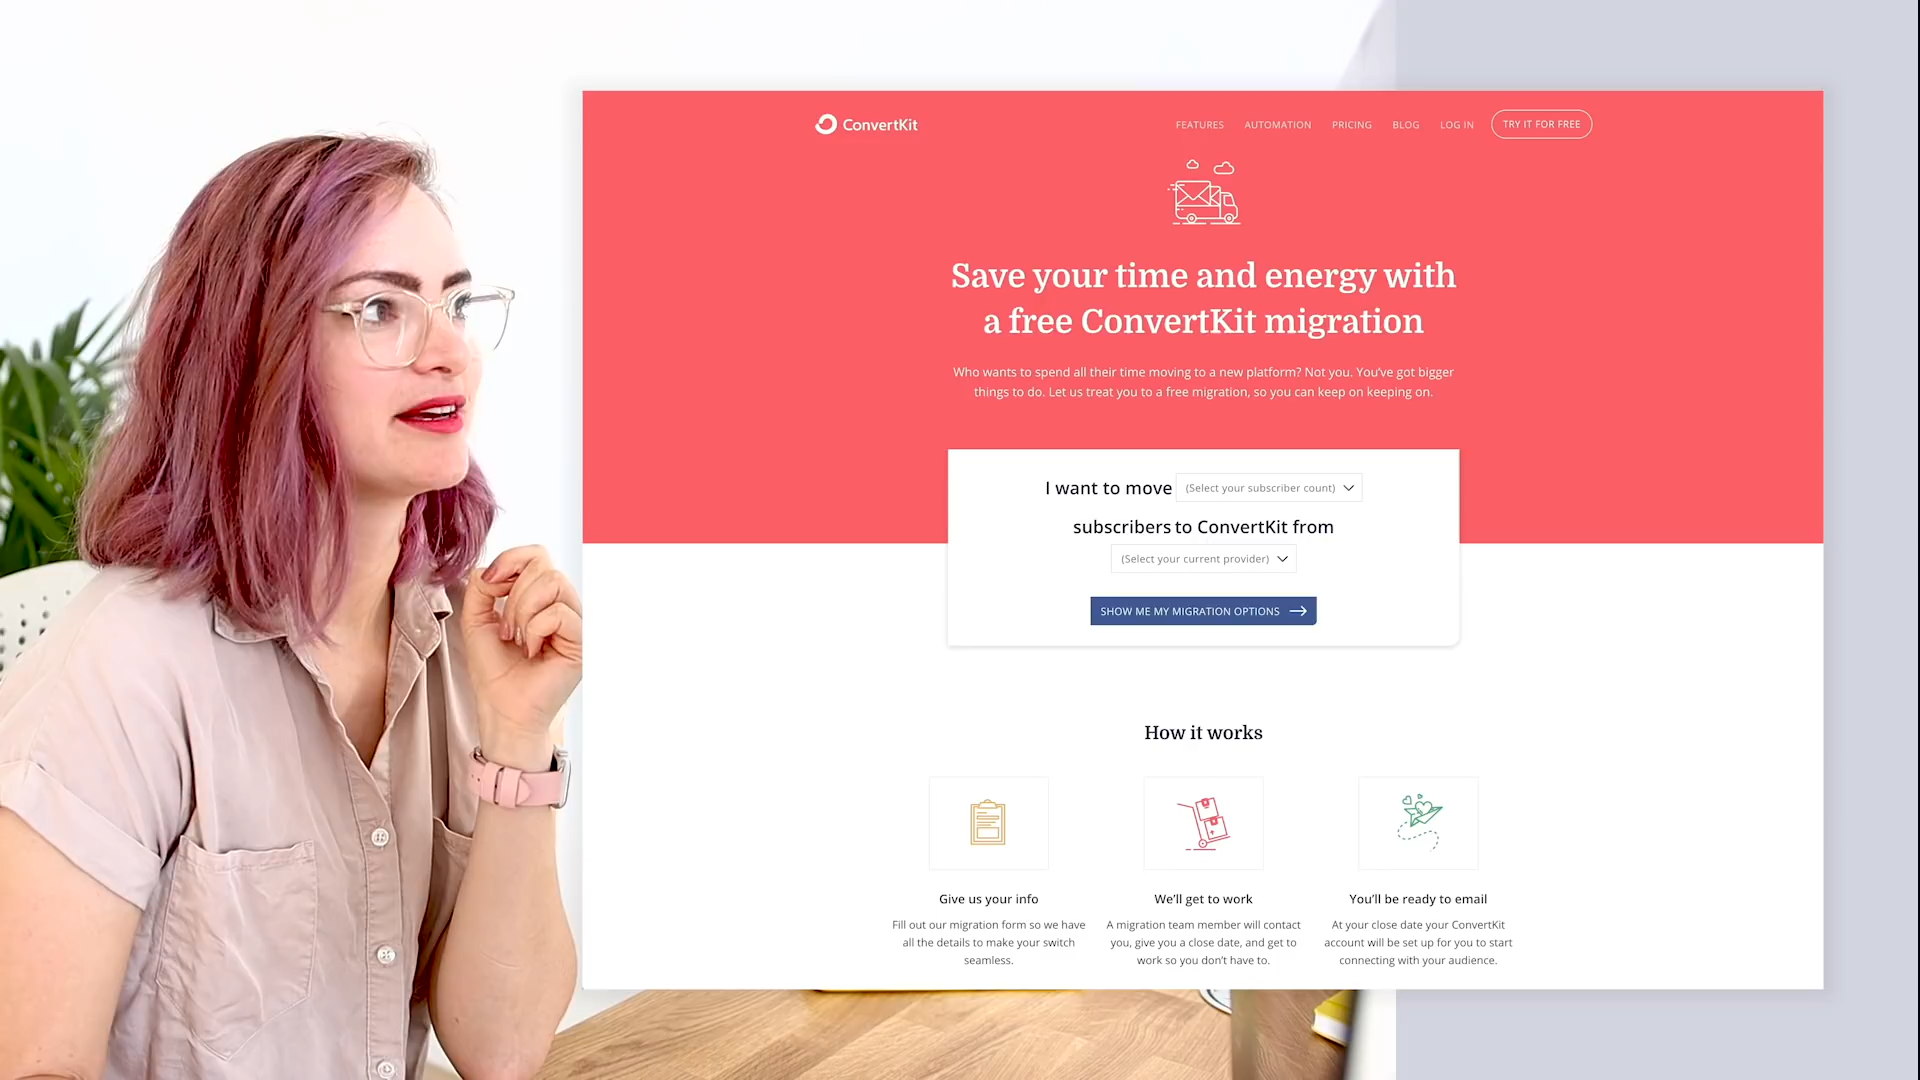 ConvertKit
FEATURES AUTOMATION PRICING BLOG LOG IN TRY IT FOR FREE
Save your time and energy with
a free ConvertKit migration
Who wants to spend all their time moving to a new platform? Not you. You've got bigger
things to do. Let us treat you to a free migration, so you can keep on keeping on.
I want to move (Select your subscriber count)
subscribers to ConvertKit from
(Select your current provider)
SHOW ME MY MIGRATION OPTIONS
How it works
Give us your info
Fill out our migration form so we have
all the details to make your switch
seamless.
We'll get to work
A migration team member will contact
you, give you a close date, and get to
work so you don't have to.
You'll be ready to email
At your close date your ConvertKit
account will be set up for you to start
connecting with your audience.